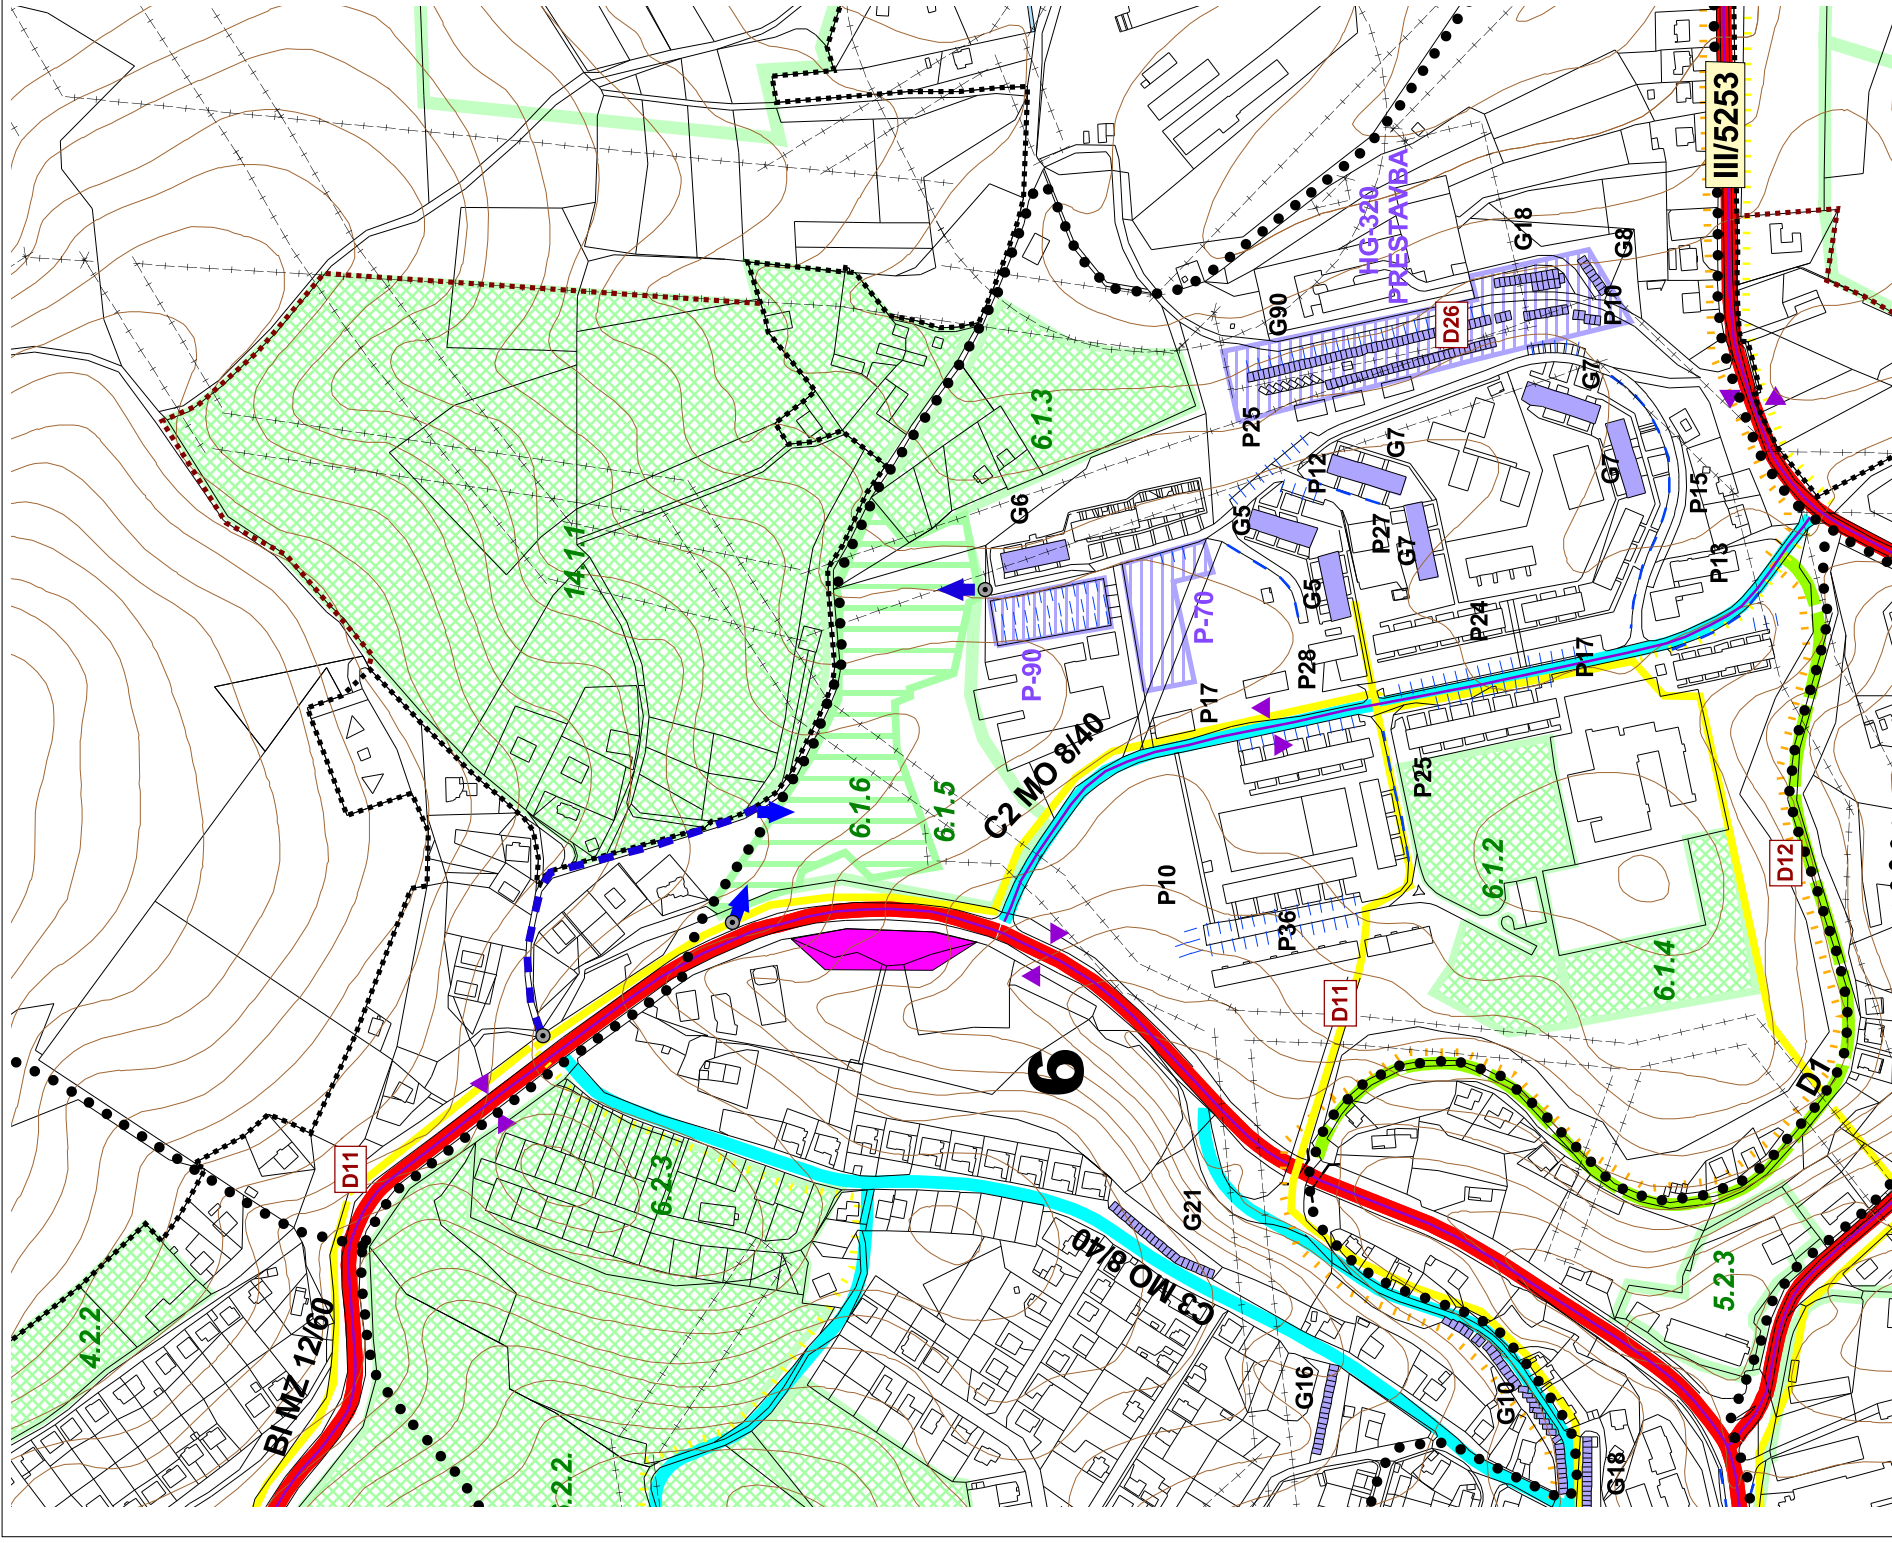 III/5253
HG-320
PRESTAVBA
G18
G8
P10
G90
D26
P25
G7
6.1.3
G6
P12
G7
G7
P15
G5
P27
G7
14.1.1
G5
P13
P-70
P24
P-90
P28
P17
P17
C2 MO 8/40
P25
6.1.6
6.1.5
6.1.2
D12
P10
P36
6.1.4
D11
6
D1
D11
6.2.3
G21
C3 MO 8/40
5.2.3
4.2.2
BI MZ 12/60
G16
G10
G18
.2.2.